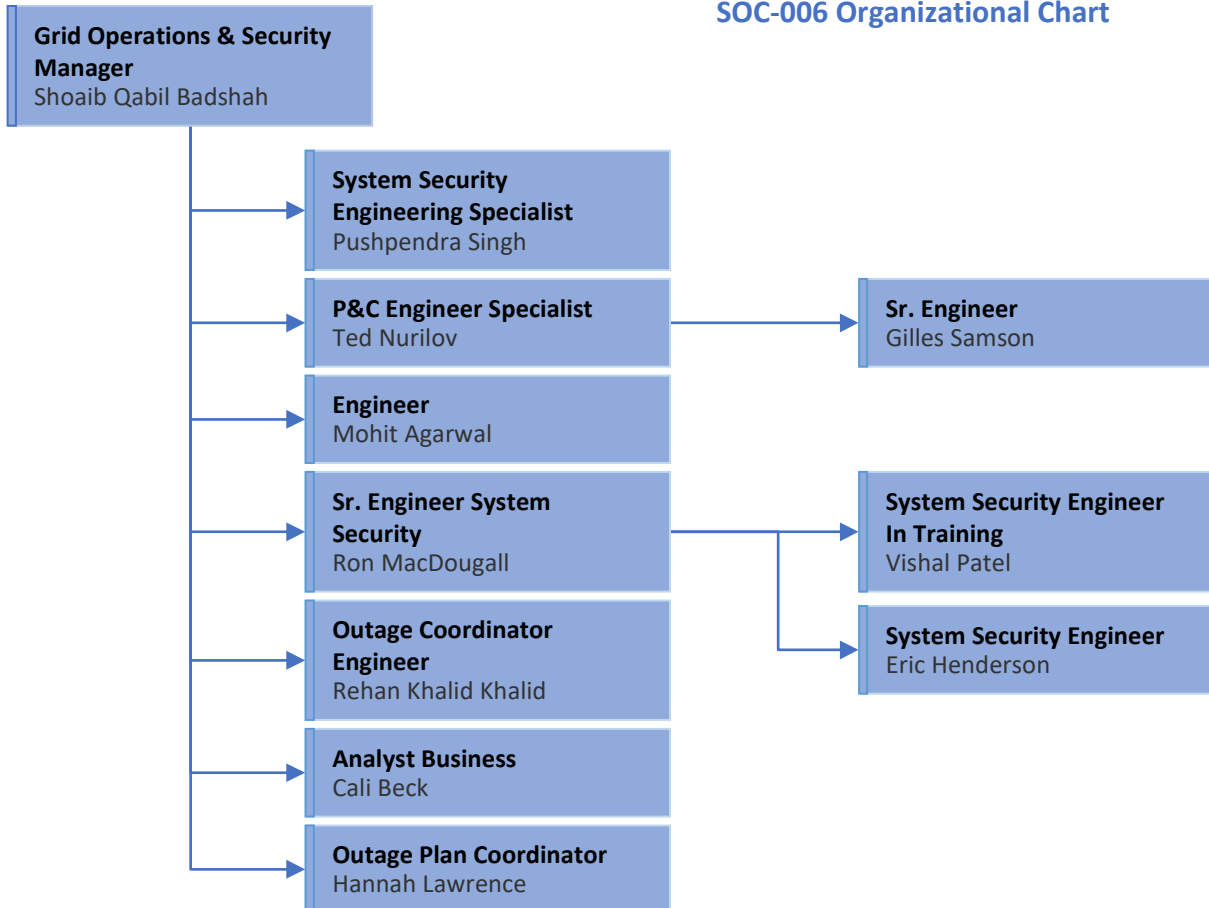 SOC-006 Organizational Chart
Grid Operations & Security
Manager
Shoaib Qabil Badshah
System Security
Engineering Specialist
Pushpendra Singh
P&C Engineer Specialist
Ted Nurilov
Sr. Engineer
Gilles Samson
Engineer
Mohit Agarwal
Sr. Engineer System
Security
Ron MacDougall
System Security Engineer
In Training
Vishal Patel
System Security Engineer
Eric Henderson
Outage Coordinator
Engineer
Rehan Khalid Khalid
Analyst Business
Cali Beck
Outage Plan Coordinator
Hannah Lawrence